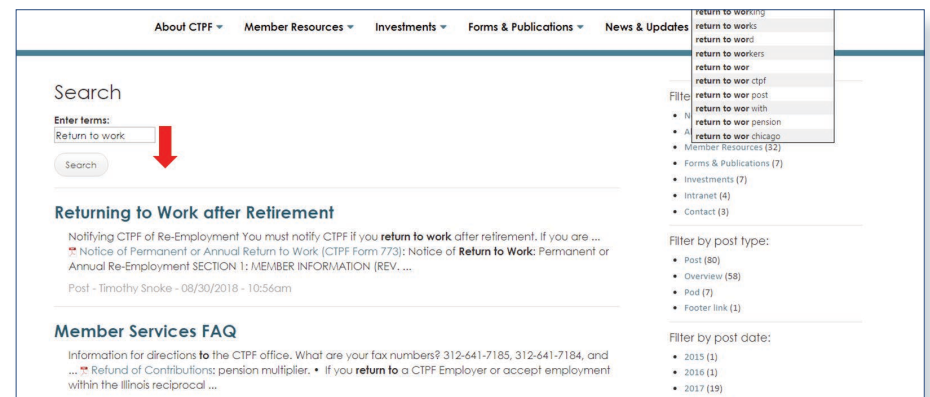 About CTPF
Member Resources
Investments
Forms & Publications
News & Updates
return to working
return to works
return to word
return to workers
return to wor
return to wor ctpf
return to wor post
return to wor with
return to wor pension
return to wor chicago
Search
Enter terms:
Return to work
Search
Returning to Work after Retirement
Notifying CTPF of Re-Employment You must notify CTPF if you return to work after retirement. If you are ...
Notice of Permanent or Annual Return to Work (CTPF Form 773): Notice of Return to Work: Permanent or
Annual Re-Employment SECTION 1: MEMBER INFORMATION (REV. ...
Post - Timothy Snoke - 08/30/2018 - 10:56am
Member Services FAQ
Information for directions to the CTPF office. What are your fax numbers? 312-641-7185, 312-641-7184, and
... Refund of Contributions: pension multiplier. • If you return to a CTPF Employer or accept employment
within the Illinois reciprocal ...
• Member Resources (32)
• Forms & Publications (7)
• Investments (7)
• Intranet (4)
• Contact (3)
Filter by post type:
• Post (80)
• Overview (58)
• Pod (7)
• Footer link (1)
Filter by post date:
• 2015 (1)
• 2016 (1)
• 2017 (19)